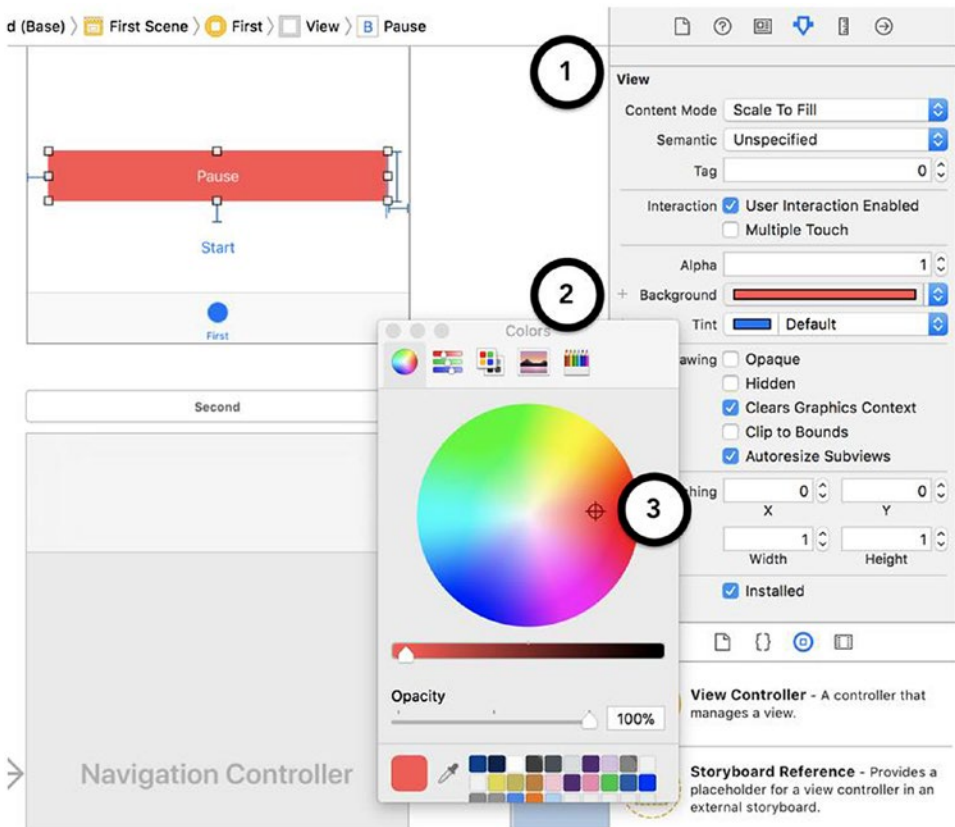 d (Base) 〉 First Scene 〉 First 〉 View 〉 B Pause
1
View
Content Mode Scale To Fill
Semantic Unspecified
Tag 0
Pause
Interaction User Interaction Enabled
Multiple Touch
Start
Alpha 1
2
+ Background
First
Colors
Tint Default
awing Opaque
Hidden
Second
Clears Graphics Context
Clip to Bounds
Autoresize Subviews
3
ching 0 0
X Y
1 1
Width Height
Installed
{}
Opacity
100%
View Controller - A controller that
manages a view.
Navigation Controller
Storyboard Reference - Provides a
placeholder for a view controller in an
external storyboard.